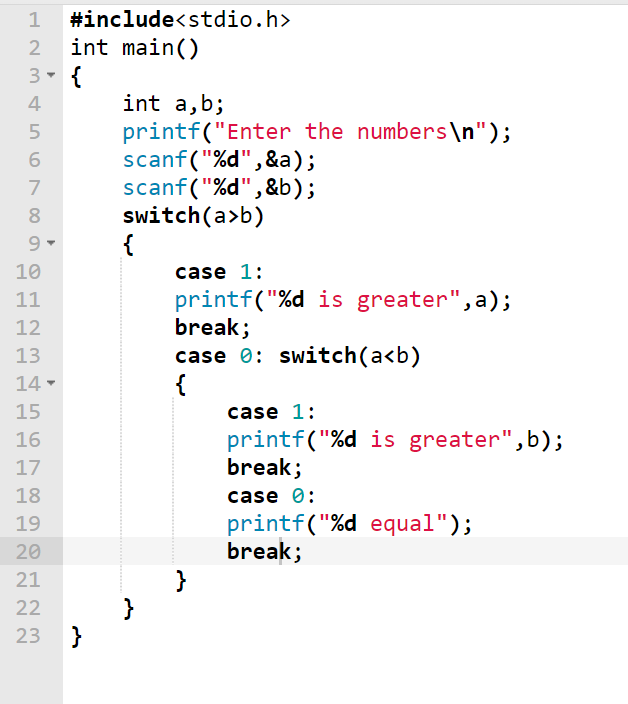 1 #include<stdio.h>
2 int main()
3 {
4     int a,b;
5     printf("Enter the numbers\n");
6     scanf("%d",&a);
7     scanf("%d",&b);
8     switch(a>b)
9     {
10         case 1:
11         printf("%d is greater",a);
12         break;
13         case 0: switch(a<b)
14         {
15             case 1:
16             printf("%d is greater",b);
17             break;
18             case 0:
19             printf("%d equal");
20             break;
21         }
22     }
23 }